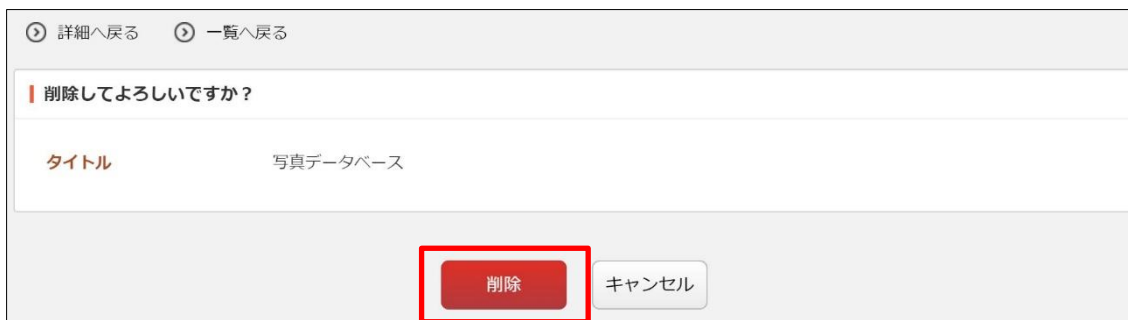 詳細へ戻る 一覧へ戻る
削除してよろしいですか？
タイトル 写真データベース
削除 キャンセル